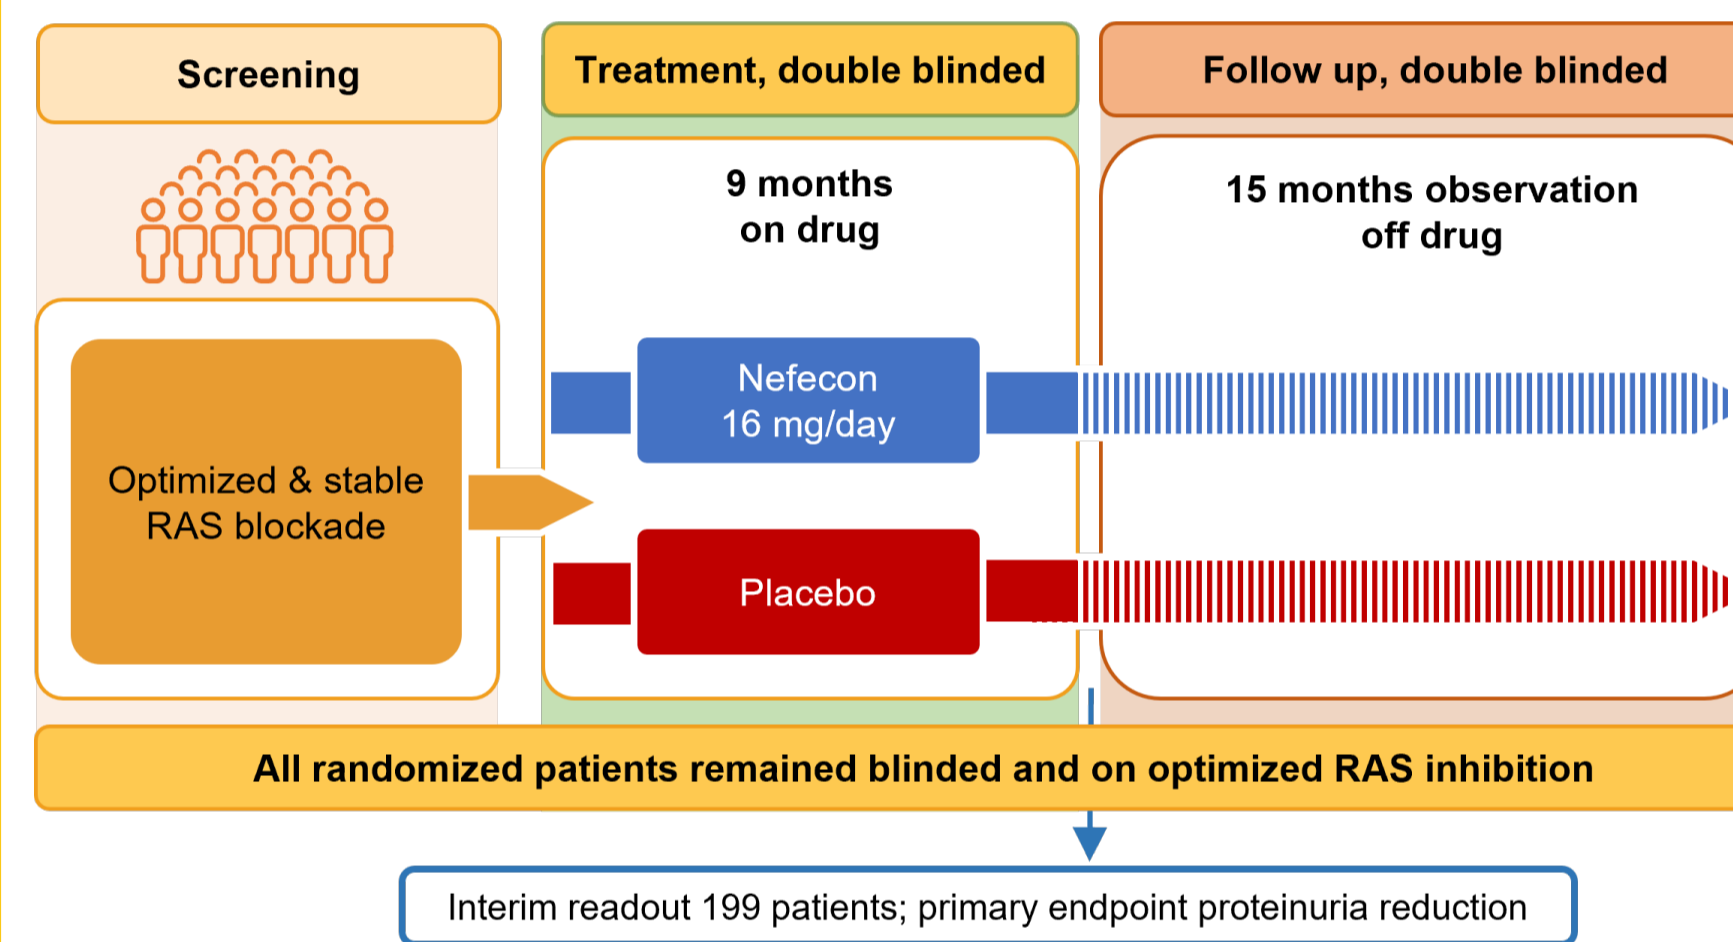 Screening
Treatment, double blinded
Follow up, double blinded
9 months
on drug
15 months observation
off drug
Optimized & stable
RAS blockade
Nefecon
16 mg/day
Placebo
All randomized patients remained blinded and on optimized RAS inhibition
Interim readout 199 patients; primary endpoint proteinuria reduction